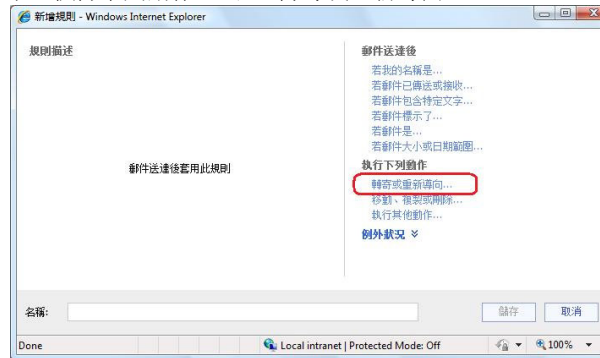 新增規則 - Windows Internet Explorer
規則描述
郵件送達後套用此規則
郵件送達後
若我的名稱是...
若郵件已傳送或接收...
若郵件包含特定文字...
若郵件標示了...
若郵件是...
若郵件大小或日期範圍...
執行下列動作
轉寄或重新導向...
移動、複製或刪除...
執行其他動作...
例外狀況
名稱:
儲存
取消
Done
Local intranet | Protected Mode: Off
100%